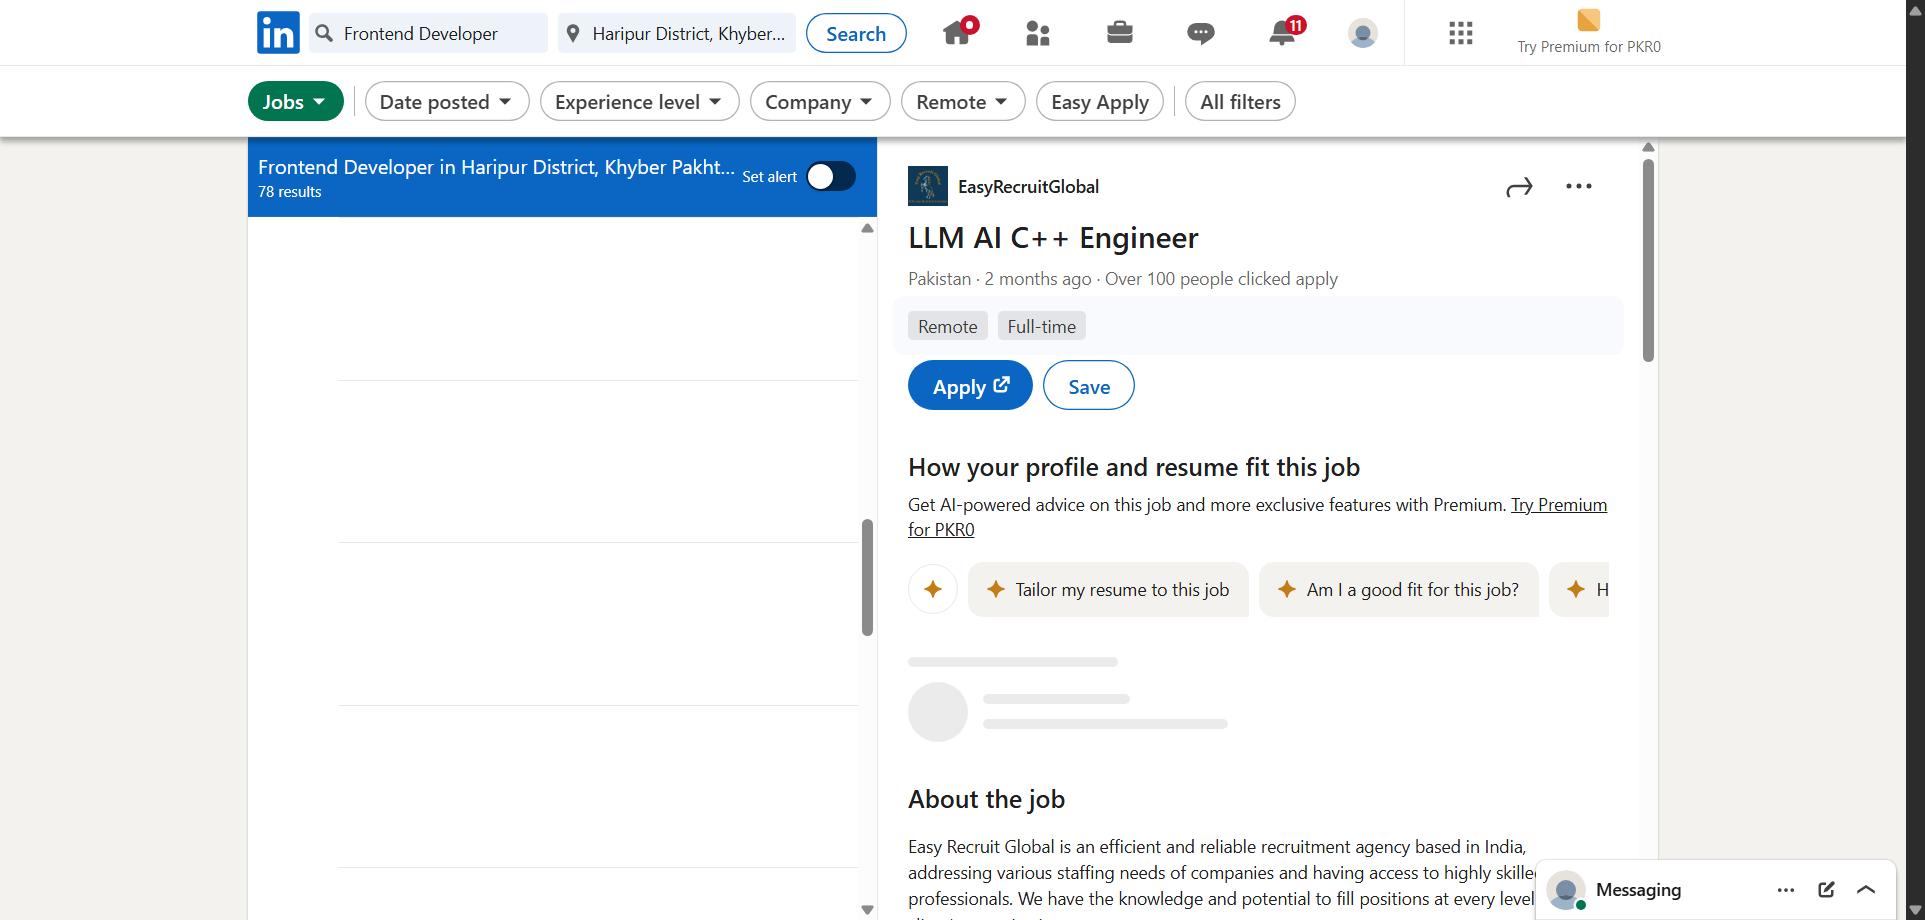 in
Frontend Developer
Haripur District, Khyber...
Search
11
Try Premium for PKR0
Jobs
Date posted
Experience level
Company
Remote
Easy Apply
All filters
Frontend Developer in Haripur District, Khyber Pakht...
78 results
Set alert
EasyRecruitGlobal
LLM AI C++ Engineer
Pakistan · 2 months ago · Over 100 people clicked apply
Remote
Full-time
Apply
Save
How your profile and resume fit this job
Get AI-powered advice on this job and more exclusive features with Premium. Try Premium
for PKR0
Tailor my resume to this job
Am I a good fit for this job?
H
About the job
Easy Recruit Global is an efficient and reliable recruitment agency based in India,
addressing various staffing needs of companies and having access to highly skille
professionals. We have the knowledge and potential to fill positions at every level
Messaging